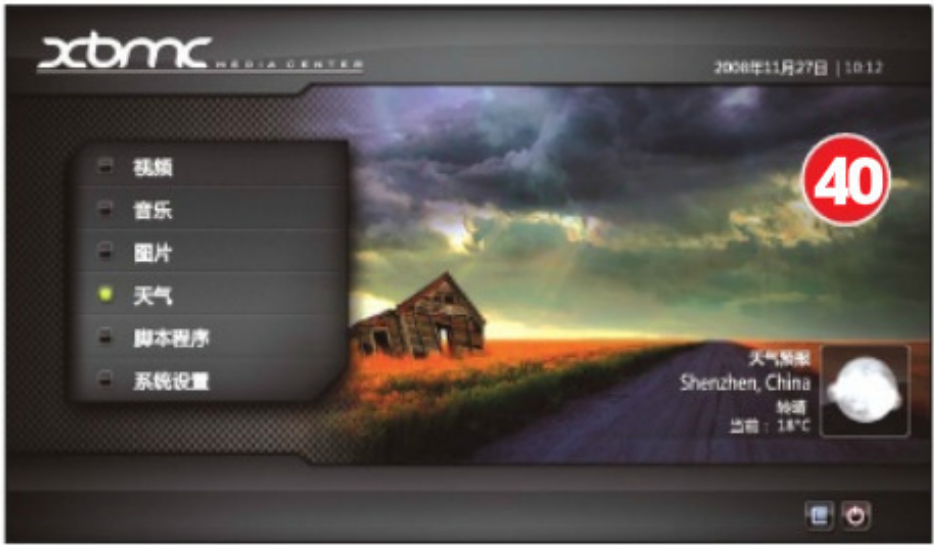 xbmc MEDIA CENTER
2008年11月27日 | 10:12
视频
音乐
图片
天气
脚本程序
系统设置
40
天气预报
Shenzhen, China
转晴
当前： 18°C